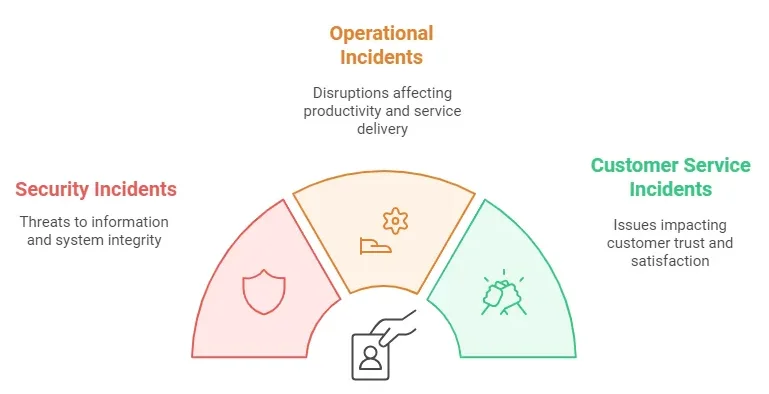 Operational
Incidents
Disruptions affecting
productivity and service
delivery
Customer Service
Incidents
Issues impacting
customer trust and
satisfaction
Security Incidents
Threats to information
and system integrity